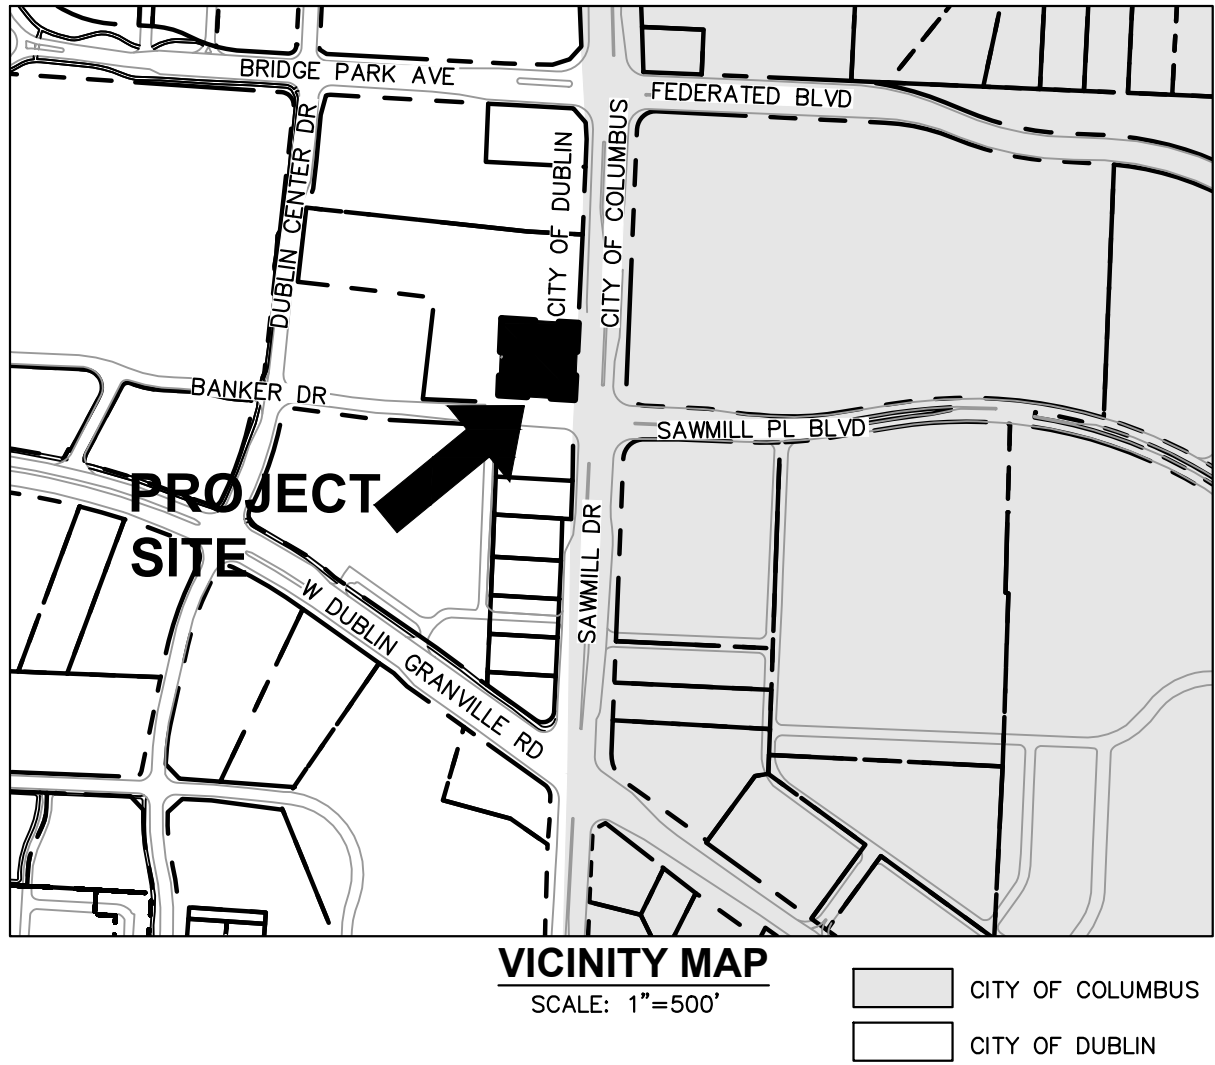 BRIDGE PARK AVE
FEDERATED BLVD
DUBLIN CENTER DR
CITY OF DUBLIN
CITY OF COLUMBUS
BANKER DR
SAWMILL PL BLVD
PROJECT
SITE
SAWMILL DR
W DUBLIN GRANVILLE RD
VICINITY MAP
SCALE: 1"=500'
CITY OF COLUMBUS
CITY OF DUBLIN